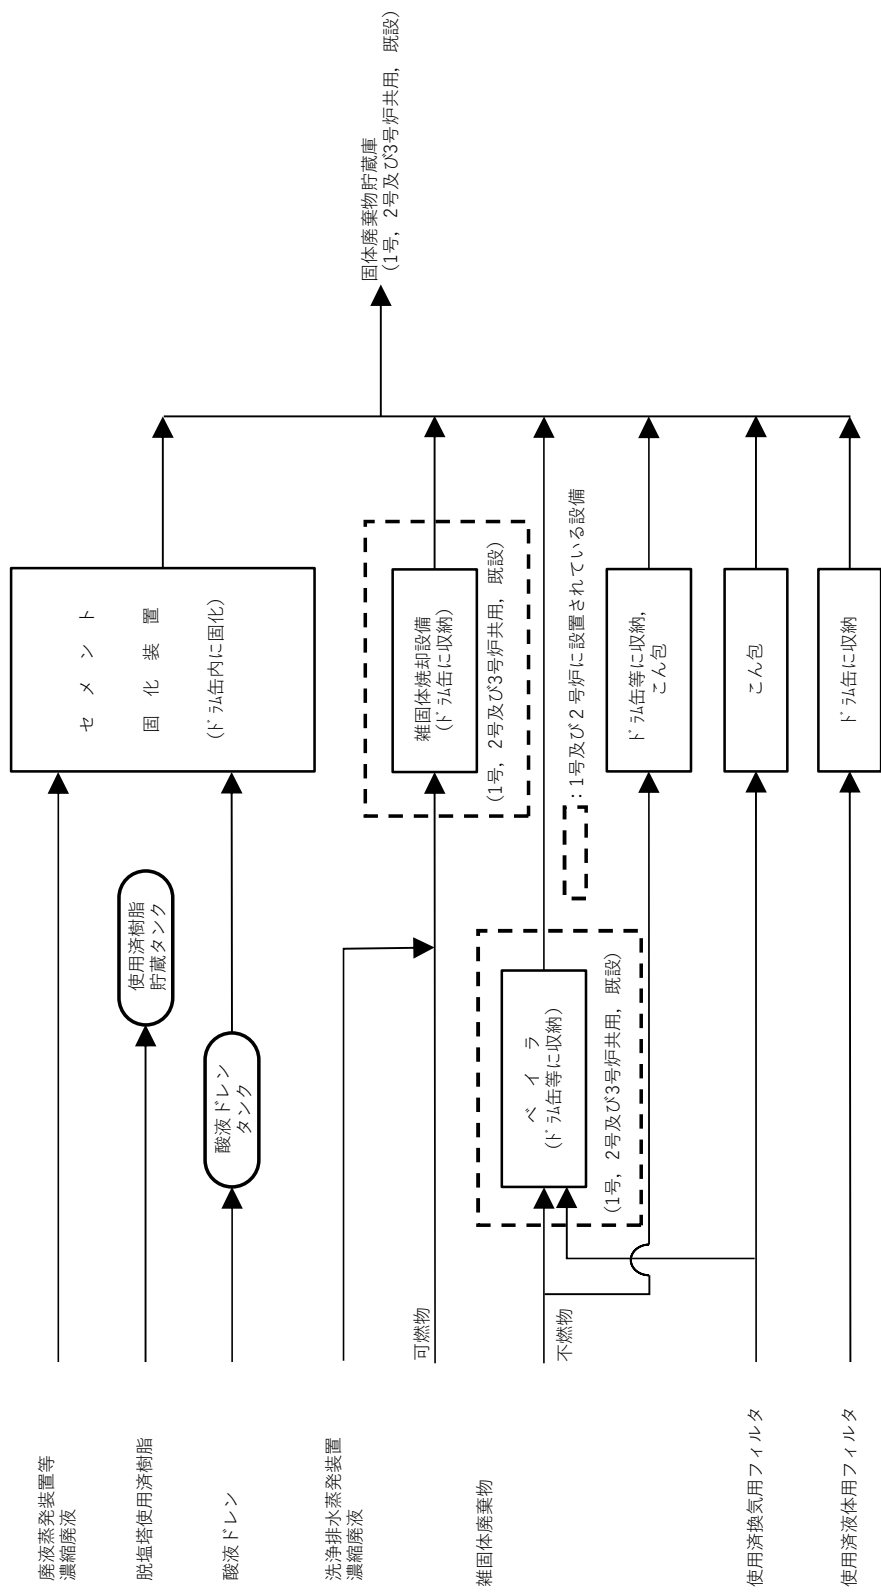 廃液蒸発装置等
濃縮廃液
脱塩塔使用済樹脂
酸液ドレン
洗浄排水蒸発装置
濃縮廃液
雑固体廃棄物
使用済換気用フィルタ
使用済液体用フィルタ
可燃物
不燃物
使用済樹脂
貯蔵タンク
酸液ドレン
タンク
セメント
固化装置
(ドラム缶内に固化)
雑固体焼却設備
(ドラム缶に収納)
(1号，2号及び3号炉共用，既設)
ベイラ
(ドラム缶等に収納)
(1号，2号及び3号炉共用，既設)
：1号及び2号炉に設置されている設備
ドラム缶等に収納，
こん包
こん包
ドラム缶に収納
固体廃棄物貯蔵庫
(1号，2号及び3号炉共用，既設)